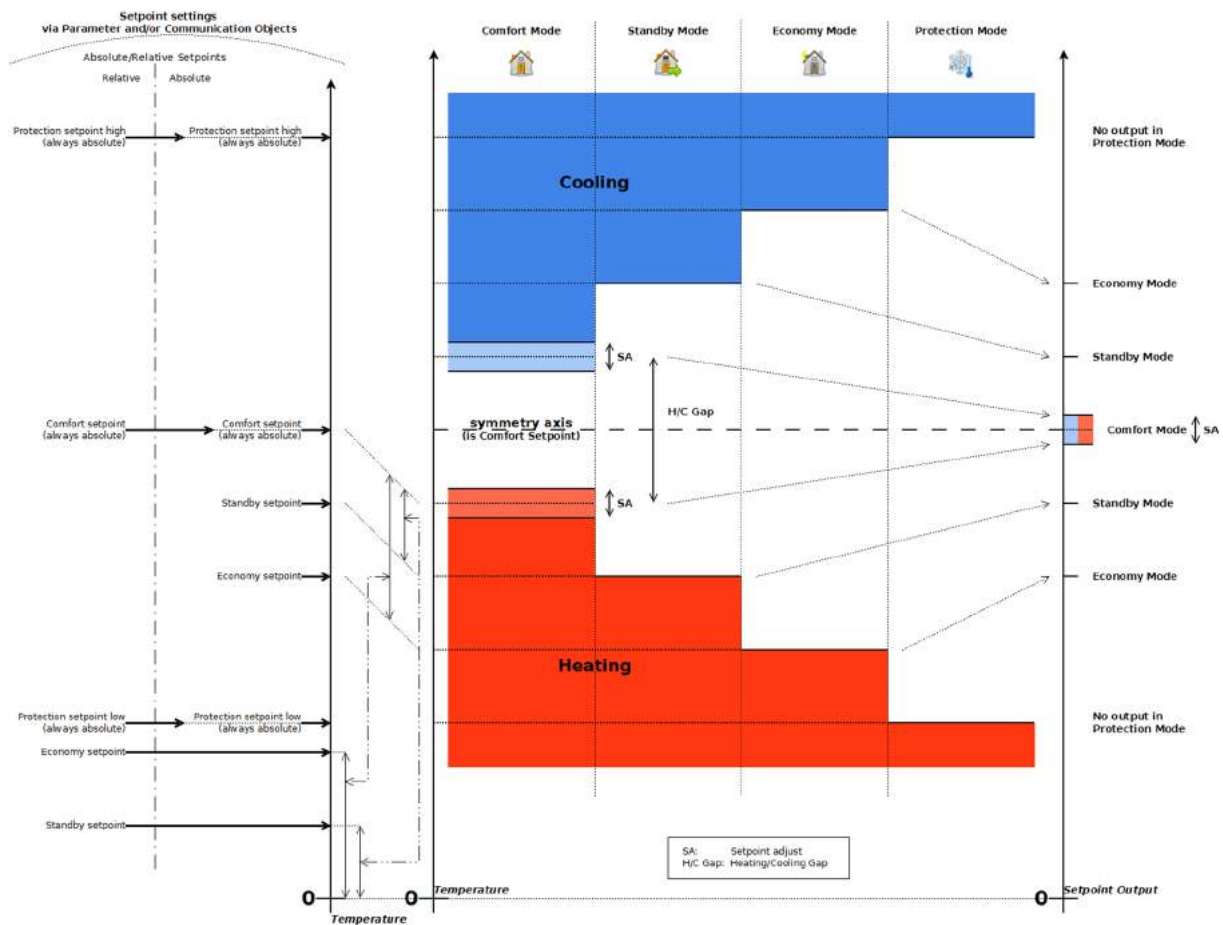 Setpoint settings
via Parameter and/or Communication Objects
Absolute/Relative Setpoints
Relative
Absolute
Protection setpoint high
(always absolute)
Protection setpoint high
(always absolute)
Comfort setpoint
(always absolute)
Comfort setpoint
(always absolute)
Standby setpoint
Economy setpoint
Protection setpoint low
(always absolute)
Protection setpoint low
(always absolute)
Economy setpoint
Standby setpoint
0
Temperature
Comfort Mode
Standby Mode
Economy Mode
Protection Mode
Cooling
SA
H/C Gap
symmetry axis
(is Comfort Setpoint)
SA
Heating
SA: Setpoint adjust
H/C Gap: Heating/Cooling Gap
0
Temperature
No output in
Protection Mode
Economy Mode
Standby Mode
Comfort Mode
SA
Standby Mode
Economy Mode
No output in
Protection Mode
0
Setpoint Output